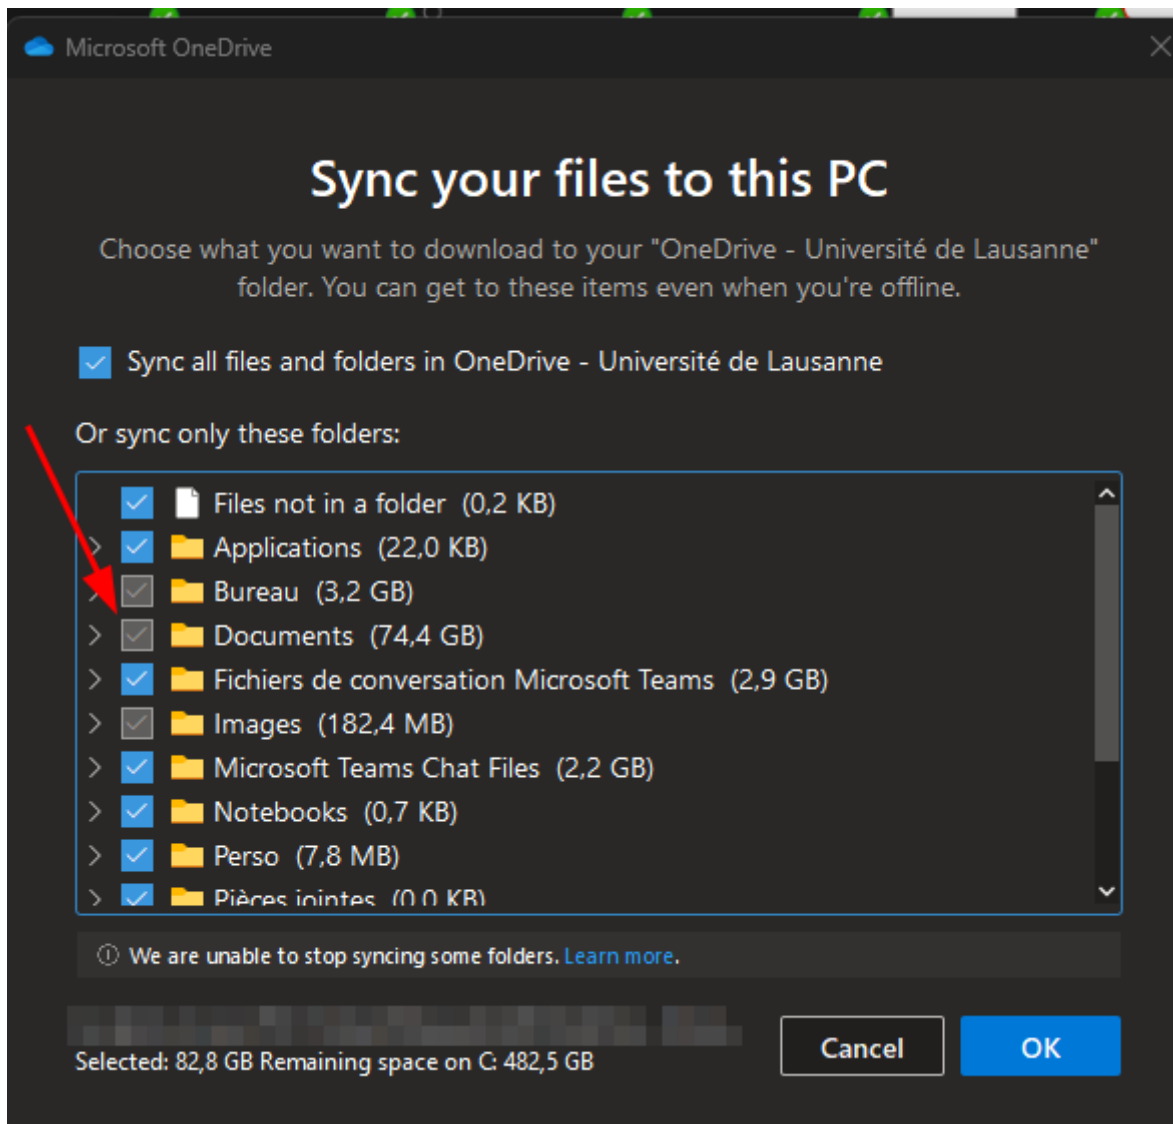 Microsoft OneDrive
Sync your files to this PC
Choose what you want to download to your "OneDrive - Université de Lausanne"
folder. You can get to these items even when you're offline.
Sync all files and folders in OneDrive - Université de Lausanne
Or sync only these folders:
Files not in a folder (0,2 KB)
Applications (22,0 KB)
Bureau (3,2 GB)
Documents (74,4 GB)
Fichiers de conversation Microsoft Teams (2,9 GB)
Images (182,4 MB)
Microsoft Teams Chat Files (2,2 GB)
Notebooks (0,7 KB)
Perso (7,8 MB)
Pièces jointes (0,0 KB)
We are unable to stop syncing some folders. Learn more.
Selected: 82,8 GB Remaining space on C: 482,5 GB
Cancel
OK